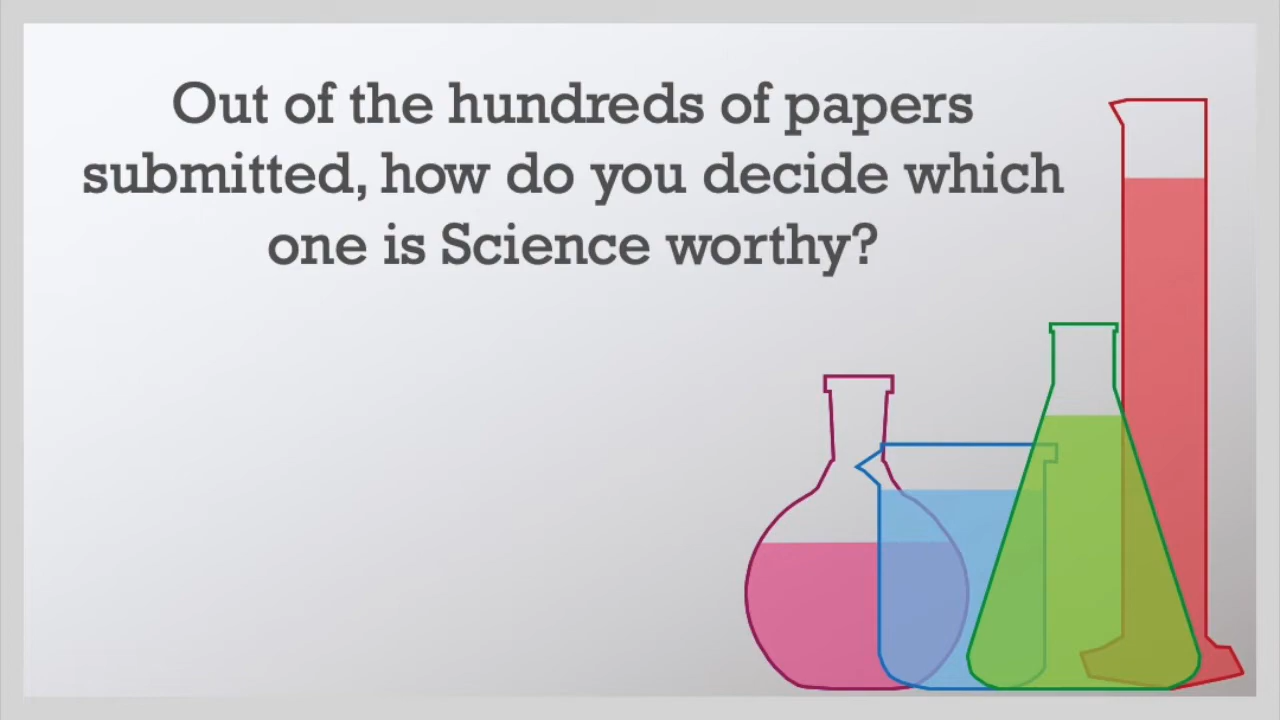 Out of the hundreds of papers
submitted, how do you decide which
one is Science worthy?